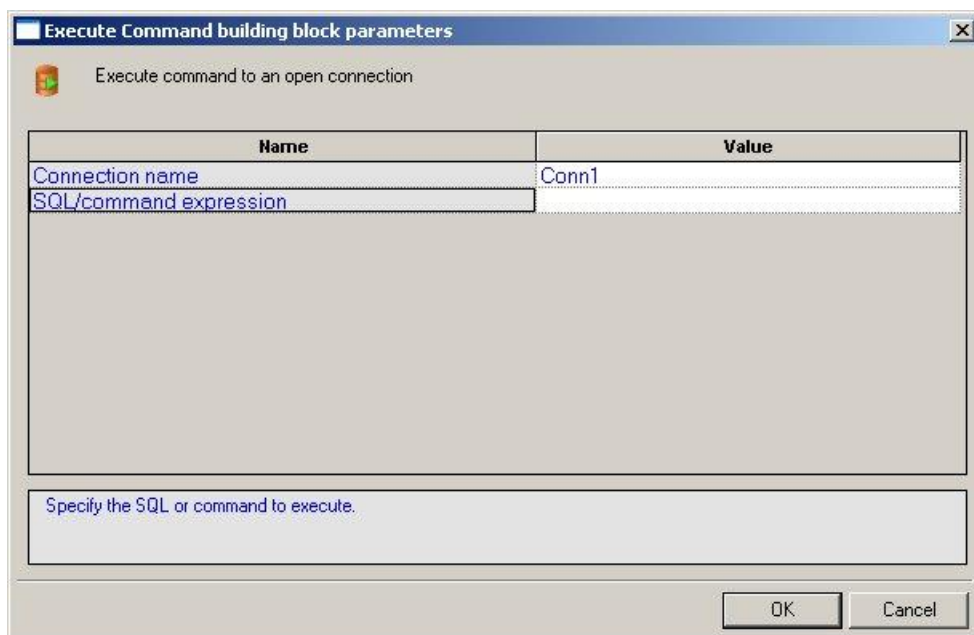 Execute Command building block parameters
Execute command to an open connection
Name Value
Connection name Conn1
SQL/command expression
Specify the SQL or command to execute.
OK Cancel